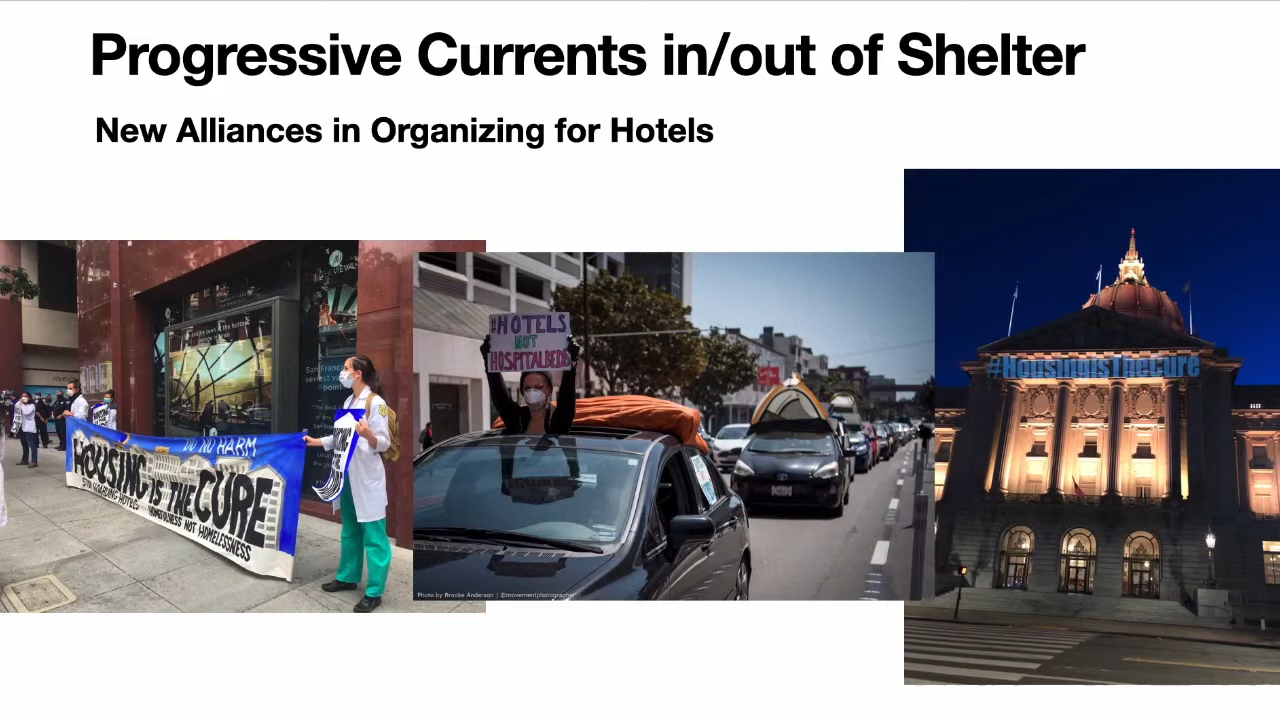 Progressive Currents in/out of Shelter
New Alliances in Organizing for Hotels
DO NO HARM
HOUSING IS THE CURE
HOMEFULNESS NOT HOMELESSNESS
#HOTELS
NOT
HOSPITALBEDS
Photo by Brooke Anderson | @movementphotographer
#HousingIsTheCure